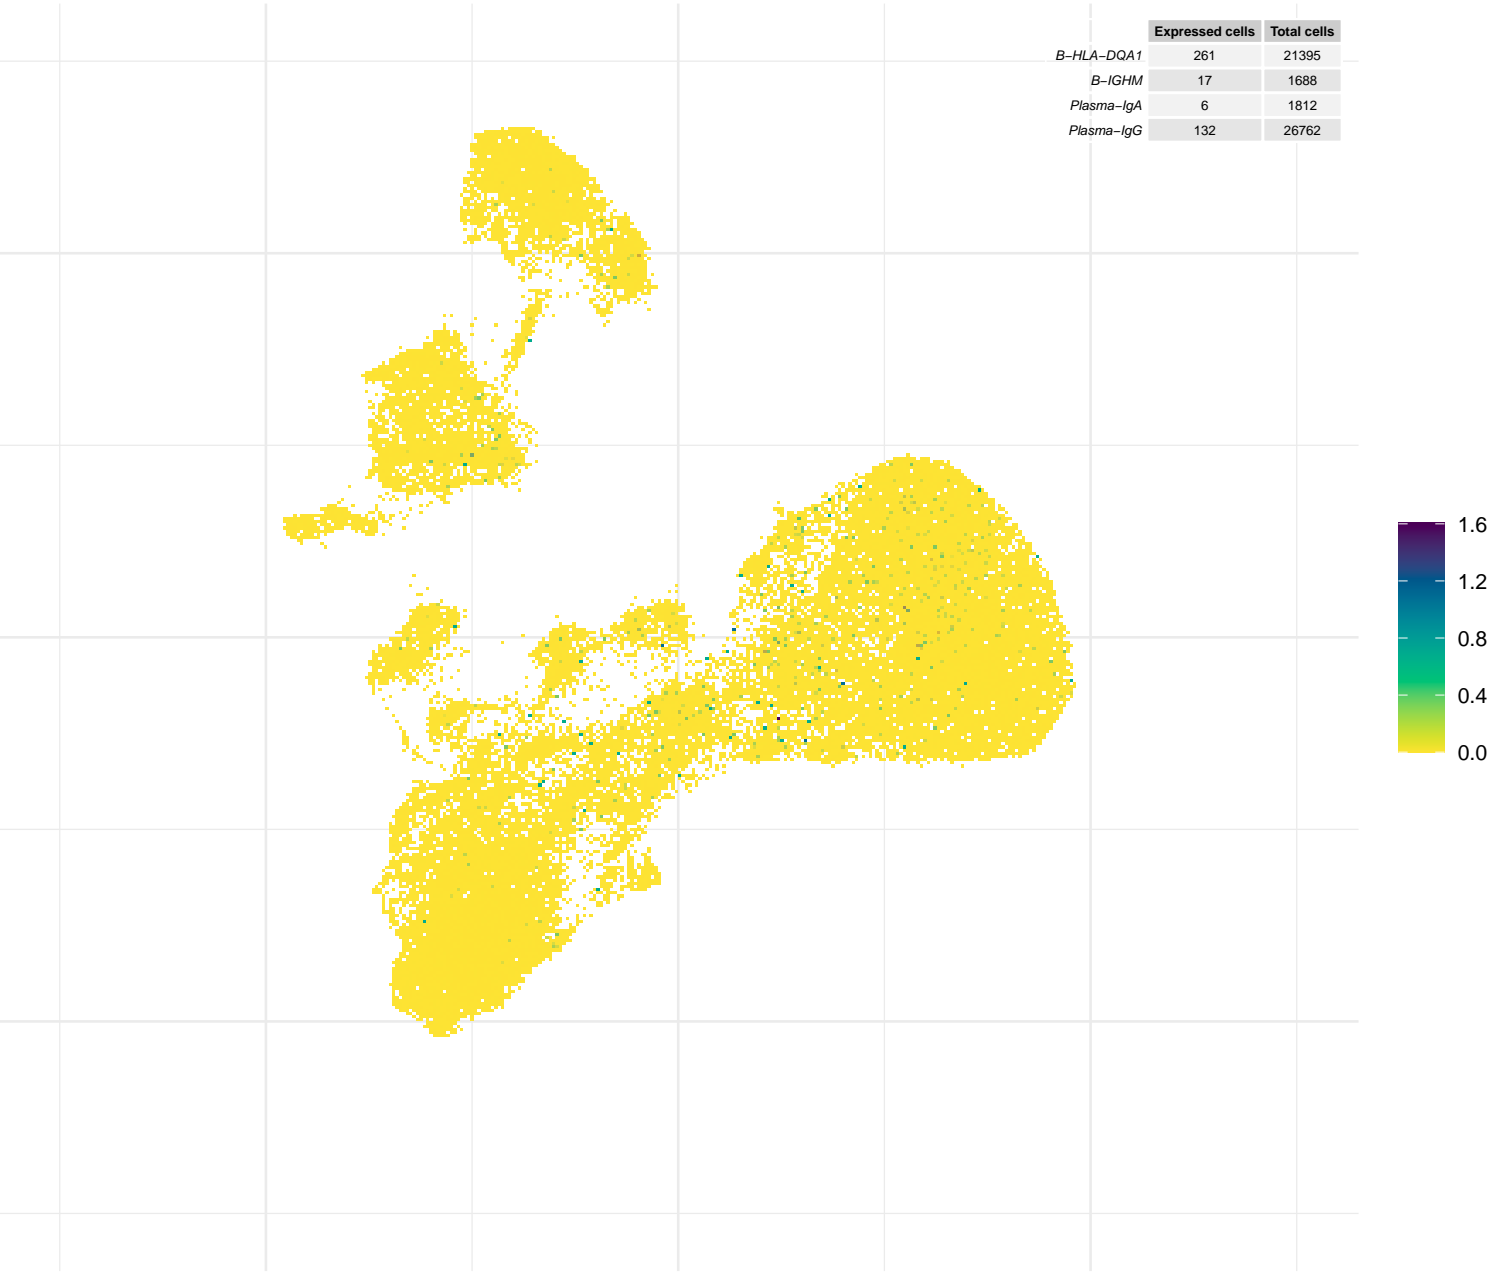 Expressed cells Total cells
B−HLA−DQA1 261 21395
B−IGHM 17 1688
Plasma−IgA 6 1812
Plasma−IgG 132 26762
1.6
1.2
0.8
0.4
0.0